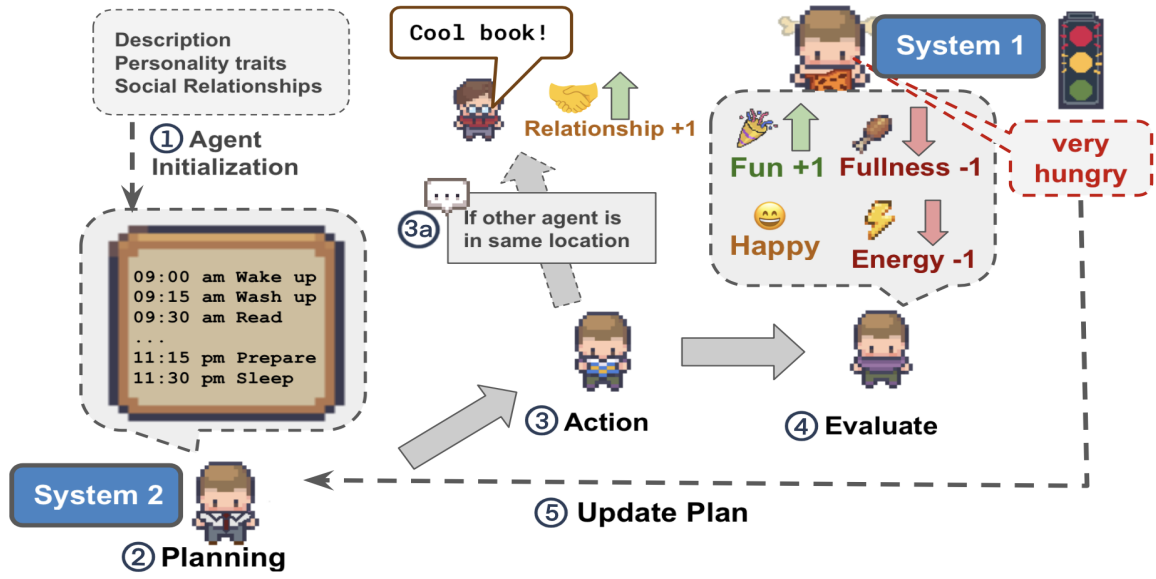 Description
Personality traits
Social Relationships
① Agent
Initialization
09:00 am Wake up
09:15 am Wash up
09:30 am Read
...
11:15 pm Prepare
11:30 pm Sleep
System 2
② Planning
③ Action
3a
...
If other agent is
in same location
Cool book!
Relationship +1
④ Evaluate
System 1
Fun +1
Fullness -1
Happy
Energy -1
very
hungry
⑤ Update Plan